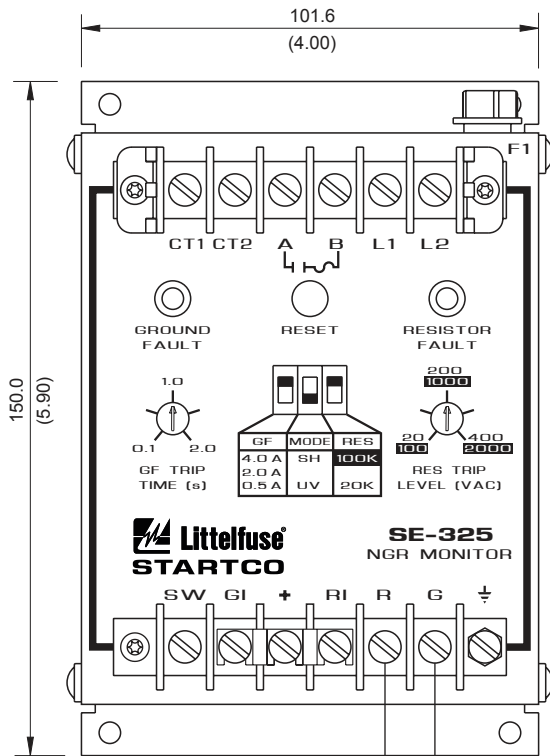 101.6
(4.00)
150.0
(5.90)
F1
CT1 CT2 A B L1 L2
GROUND FAULT
RESET
RESISTOR FAULT
1.0
0.1 2.0
GF TRIP
TIME (s)
GF MODE RES
4.0 A SH 100K
2.0 A
0.5 A UV 20K
200
1000
20 400
100 2000
RES TRIP
LEVEL (VAC)
Littelfuse®
STARTCO
SE-325
NGR MONITOR
SW GI + RI R G